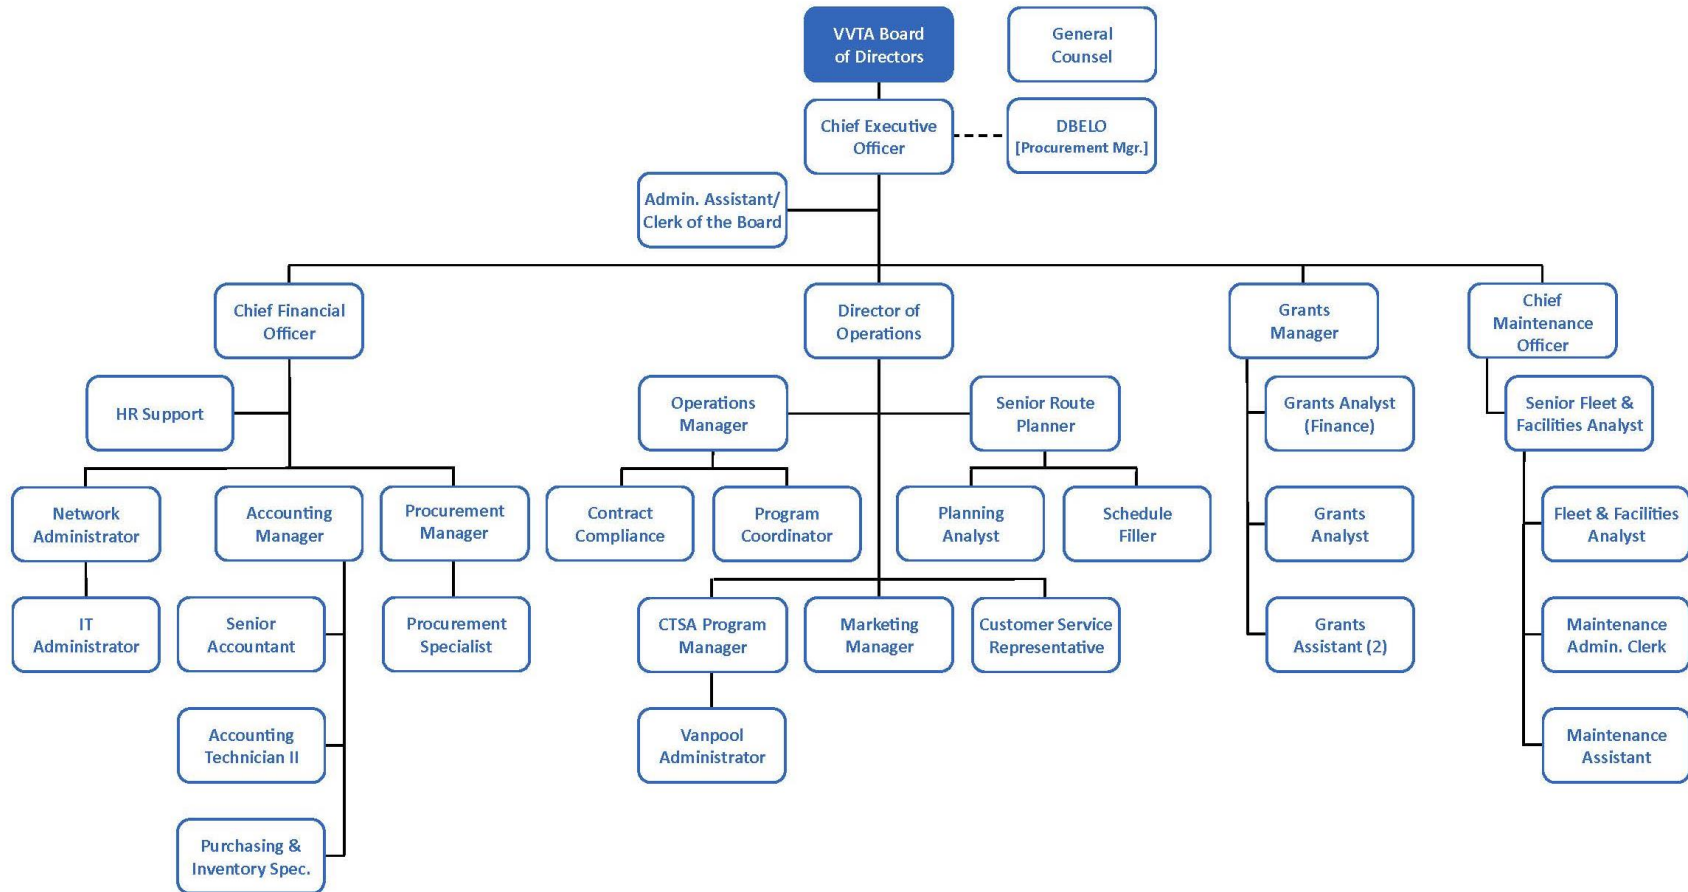 VVTA Board
of Directors
General
Counsel
Chief Executive
Officer
DBELO
[Procurement Mgr.]
Admin. Assistant/
Clerk of the Board
Chief Financial
Officer
Director of
Operations
Grants
Manager
Chief
Maintenance
Officer
HR Support
Operations
Manager
Senior Route
Planner
Grants Analyst
(Finance)
Senior Fleet &
Facilities Analyst
Network
Administrator
Accounting
Manager
Procurement
Manager
Contract
Compliance
Program
Coordinator
Planning
Analyst
Schedule
Filler
Grants
Analyst
Fleet & Facilities
Analyst
IT
Administrator
Senior
Accountant
Procurement
Specialist
CTSA Program
Manager
Marketing
Manager
Customer Service
Representative
Grants
Assistant (2)
Maintenance
Admin. Clerk
Accounting
Technician II
Vanpool
Administrator
Maintenance
Assistant
Purchasing &
Inventory Spec.